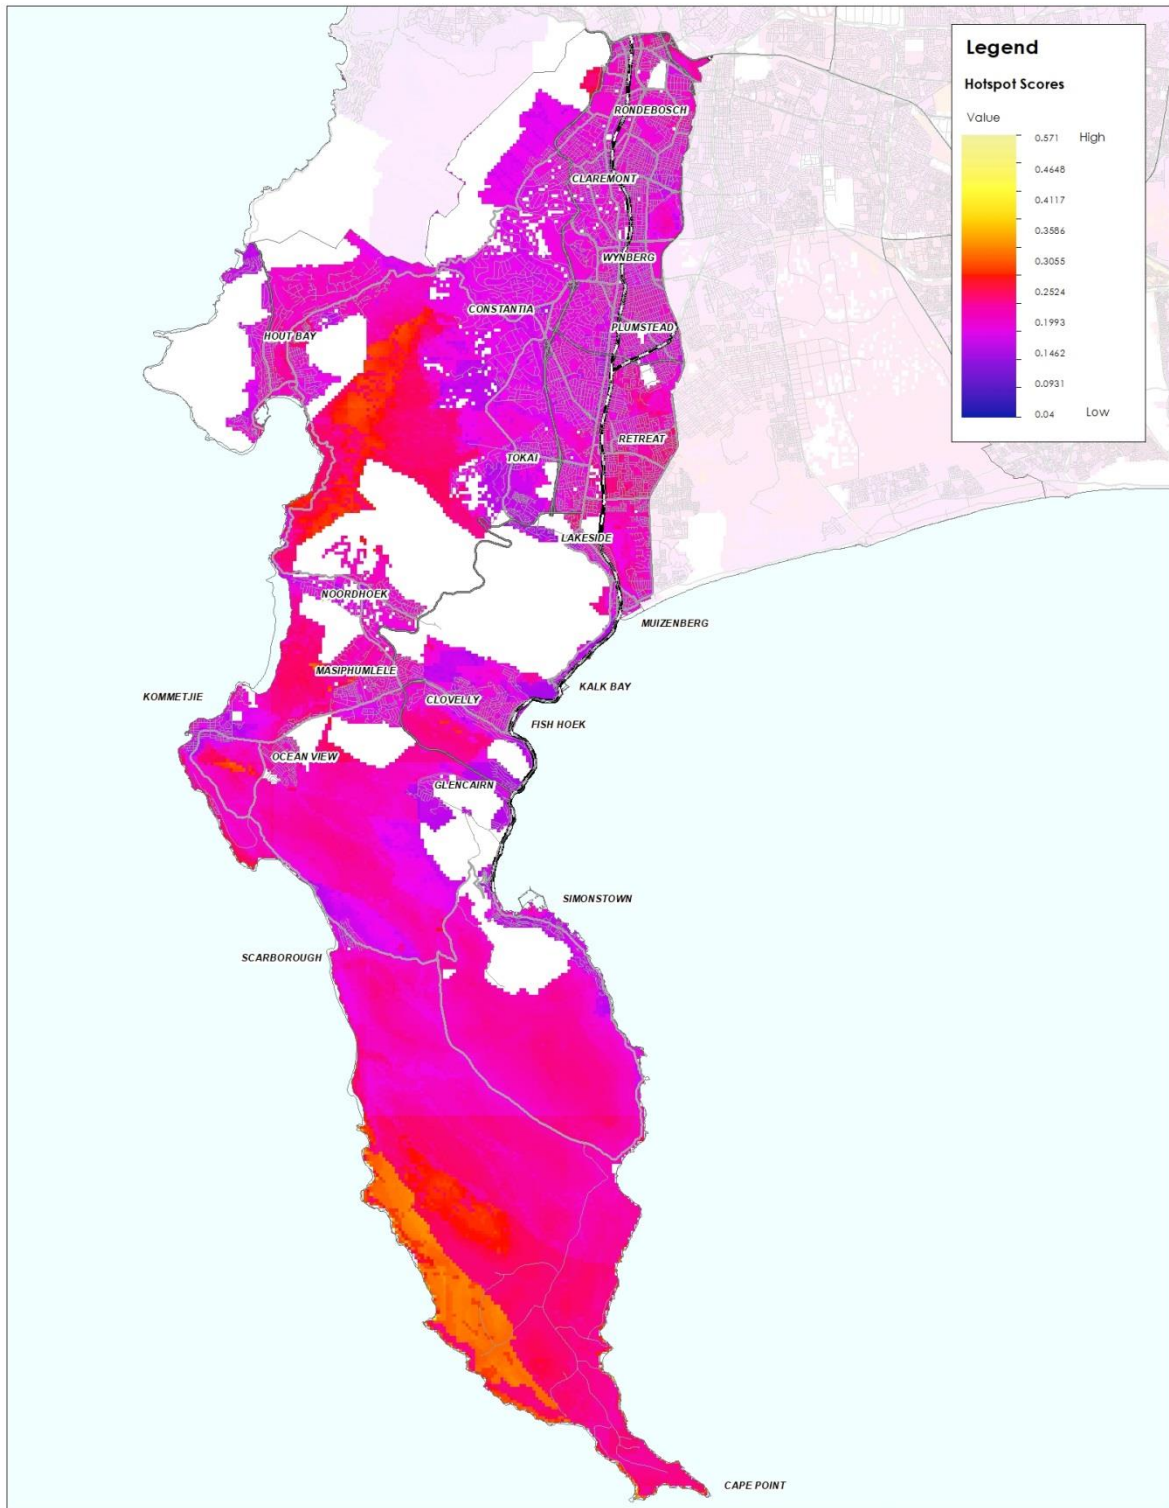 Legend
Hotspot Scores
Value
0.571 High
0.4648
0.4117
0.3586
0.3055
0.2524
0.1993
0.1462
0.0931
0.04 Low
RONDEBOSCH
CLAREMONT
WYNBERG
CONSTANTIA
PLUMSTEAD
HOUT BAY
RETREAT
TOKAI
LAKESIDE
NOORDHOEK
MUIZENBERG
MASIPHUMLELE
KALK BAY
KOMMETJIE
CLOVELLY
FISH HOEK
OCEAN VIEW
GLENCAIRN
SIMONSTOWN
SCARBOROUGH
CAPE POINT